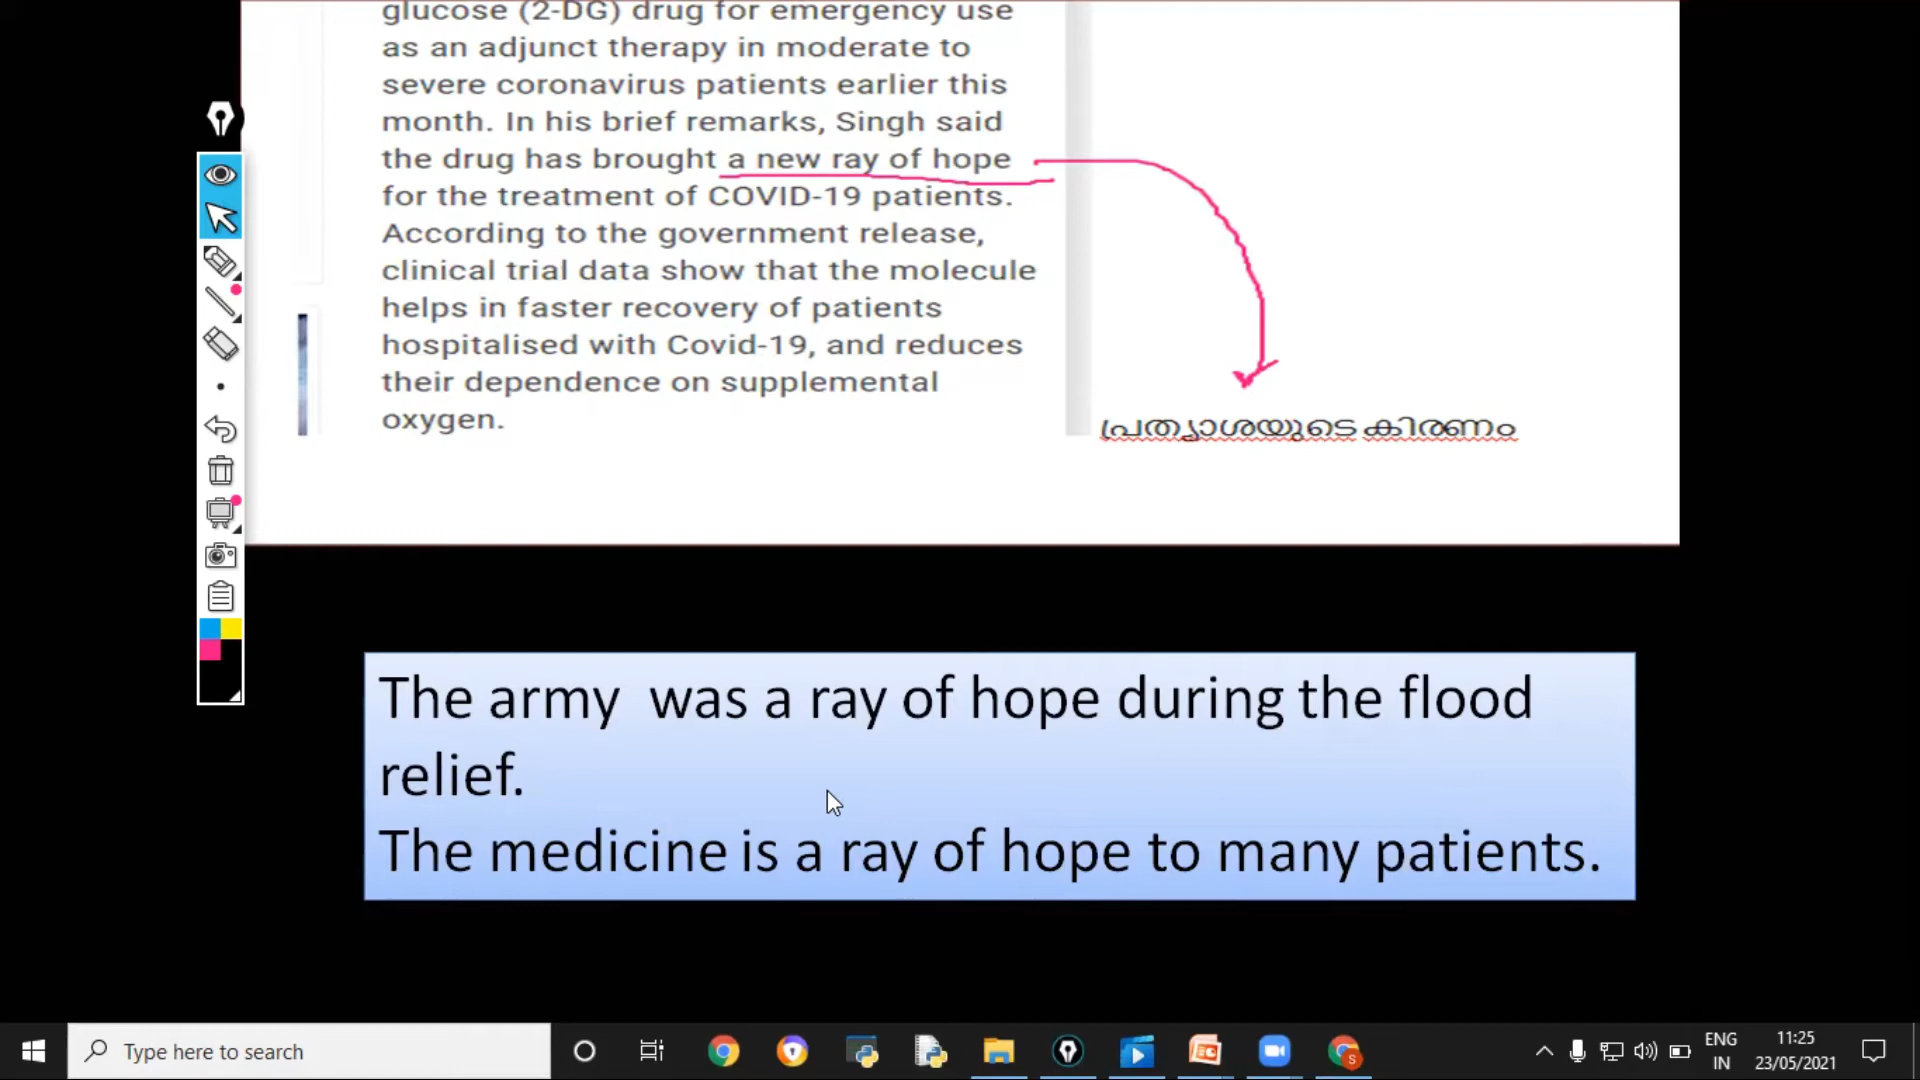 glucose (2-DG) drug for emergency use
as an adjunct therapy in moderate to
severe coronavirus patients earlier this
month. In his brief remarks, Singh said
the drug has brought a new ray of hope
for the treatment of COVID-19 patients.
According to the government release,
clinical trial data show that the molecule
helps in faster recovery of patients
hospitalised with Covid-19, and reduces
their dependence on supplemental
oxygen.
പ്രത്യാശയുടെ കിരണം
The army was a ray of hope during the flood
relief.
The medicine is a ray of hope to many patients.
Type here to search
S
ENG
IN
11:25
23/05/2021